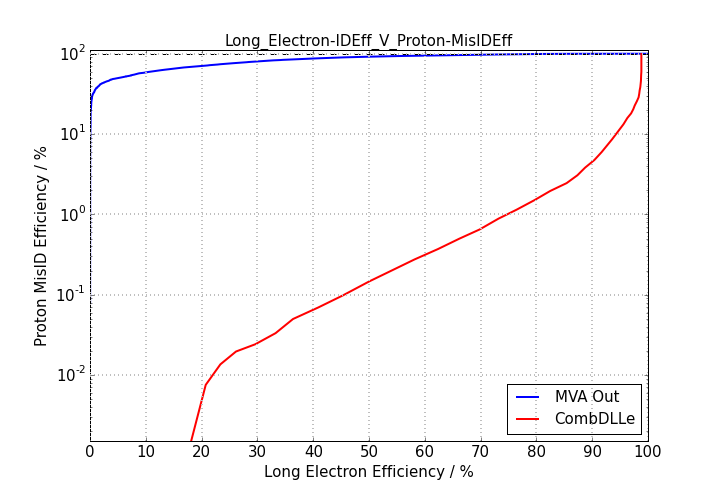 Long_Electron-IDEff_V_Proton-MisIDEff
Proton MisID Efficiency / %
10²
10¹
10⁰
10⁻¹
10⁻²
MVA Out
CombDLLe
0 10 20 30 40 50 60 70 80 90 100
Long Electron Efficiency / %